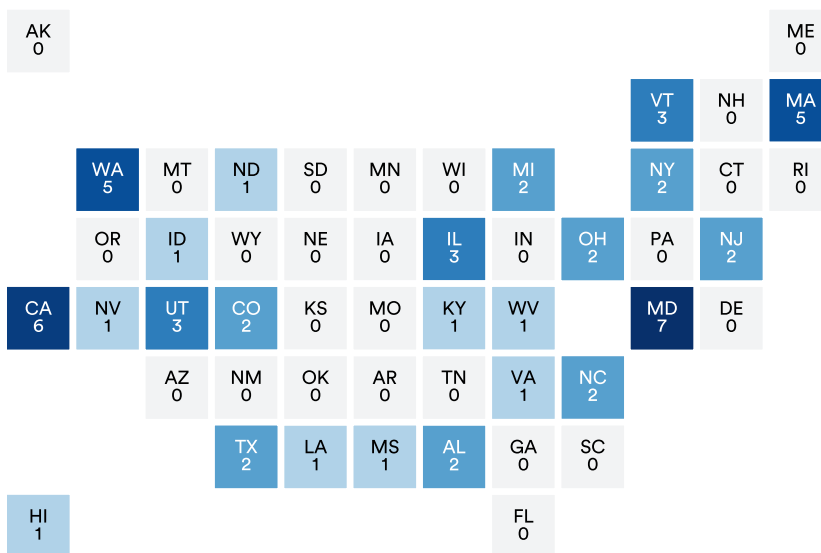 AK
0
ME
0
VT
3
NH
0
MA
5
WA
5
MT
0
ND
1
SD
0
MN
0
WI
0
MI
2
NY
2
CT
0
RI
0
OR
0
ID
1
WY
0
NE
0
IA
0
IL
3
IN
0
OH
2
PA
0
NJ
2
CA
6
NV
1
UT
3
CO
2
KS
0
MO
0
KY
1
WV
1
MD
7
DE
0
AZ
0
NM
0
OK
0
AR
0
TN
0
VA
1
NC
2
TX
2
LA
1
MS
1
AL
2
GA
0
SC
0
HI
1
FL
0